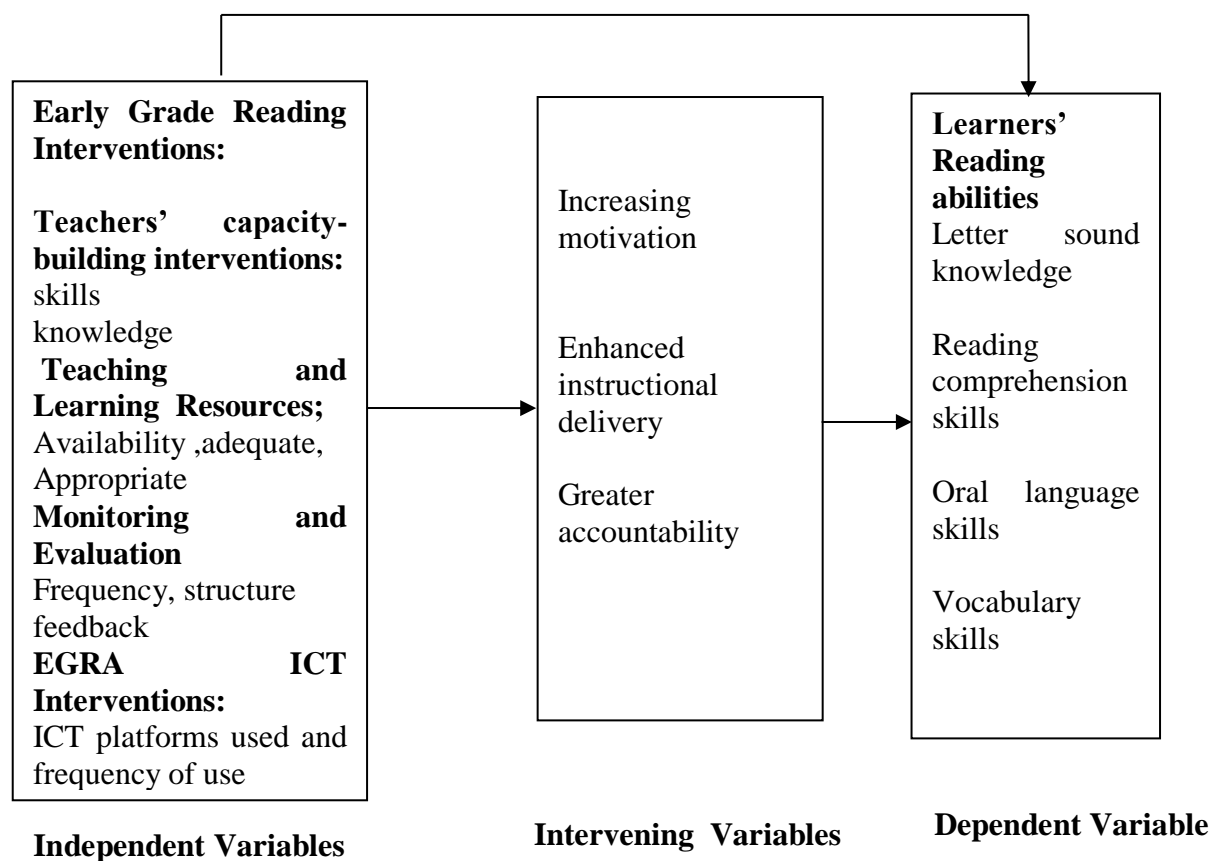 Early Grade Reading
Interventions:
Teachers’ capacity-
building interventions:
skills
knowledge
Teaching and
Learning Resources;
Availability ,adequate,
Appropriate
Monitoring and
Evaluation
Frequency, structure
feedback
EGRA ICT
Interventions:
ICT platforms used and
frequency of use
Independent Variables
Increasing
motivation
Enhanced
instructional
delivery
Greater
accountability
Intervening Variables
Learners’
Reading
abilities
Letter sound
knowledge
Reading
comprehension
skills
Oral language
skills
Vocabulary
skills
Dependent Variable